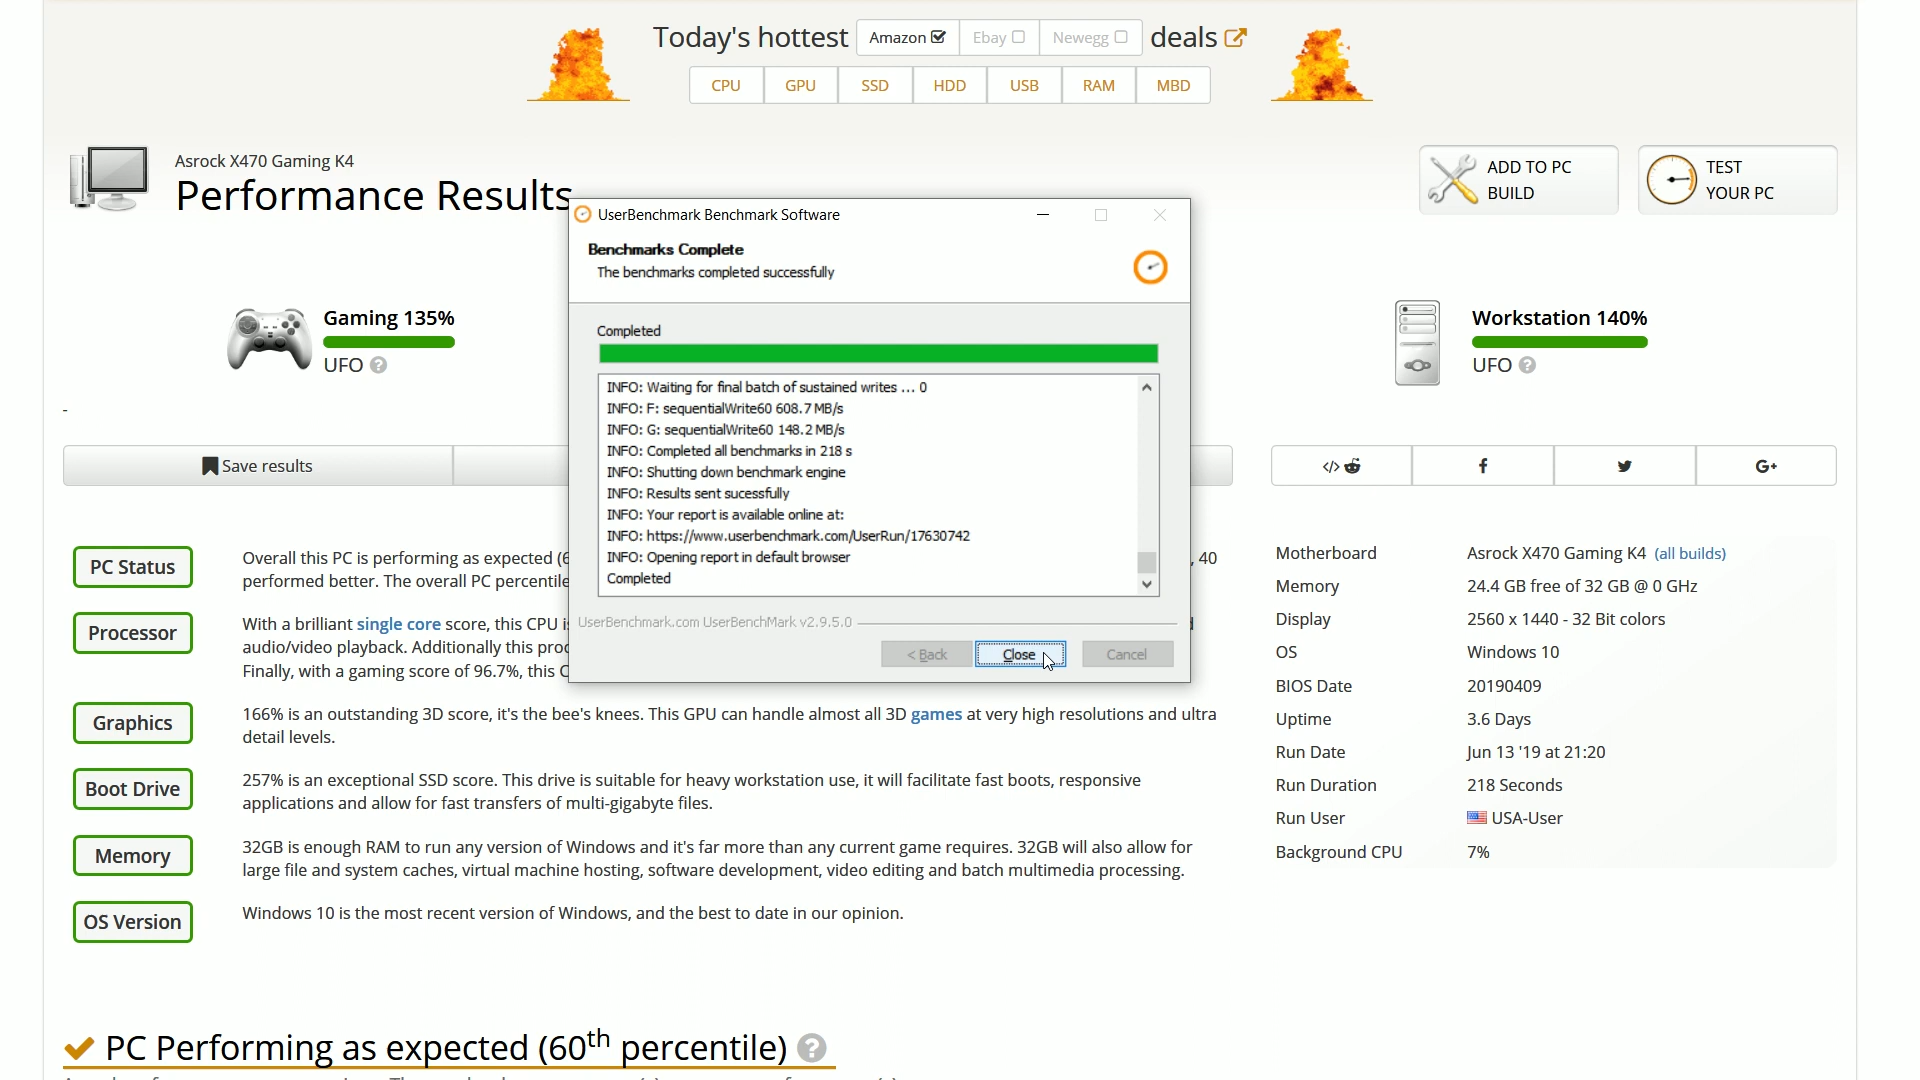 Today's hottest Amazon Ebay Newegg deals
CPU GPU SSD HDD USB RAM MBD
Asrock X470 Gaming K4
Performance Results
ADD TO PC
BUILD
TEST
YOUR PC
UserBenchmark Benchmark Software
Benchmarks Complete
The benchmarks completed successfully
Completed
INFO: Waiting for final batch of sustained writes ... 0
INFO: F: sequentialWrite60 608.7 MB/s
INFO: G: sequentialWrite60 148.2 MB/s
INFO: Completed all benchmarks in 218 s
INFO: Shutting down benchmark engine
INFO: Results sent sucessfully
INFO: Your report is available online at:
INFO: https://www.userbenchmark.com/UserRun/17630742
INFO: Opening report in default browser
Completed
UserBenchmark.com UserBenchMark v2.9.5.0
< Back Close Cancel
Gaming 135%
UFO ?
Workstation 140%
UFO ?
-
Save results
</> f G+
PC Status
Overall this PC is performing as expected (6
, 40
performed better. The overall PC percentile
Processor
With a brilliant single core score, this CPU is
audio/video playback. Additionally this proc
Finally, with a gaming score of 96.7%, this C
Graphics
166% is an outstanding 3D score, it's the bee's knees. This GPU can handle almost all 3D games at very high resolutions and ultra
detail levels.
Boot Drive
257% is an exceptional SSD score. This drive is suitable for heavy workstation use, it will facilitate fast boots, responsive
applications and allow for fast transfers of multi-gigabyte files.
Memory
32GB is enough RAM to run any version of Windows and it's far more than any current game requires. 32GB will also allow for
large file and system caches, virtual machine hosting, software development, video editing and batch multimedia processing.
OS Version
Windows 10 is the most recent version of Windows, and the best to date in our opinion.
Motherboard Asrock X470 Gaming K4 (all builds)
Memory 24.4 GB free of 32 GB @ 0 GHz
Display 2560 x 1440 - 32 Bit colors
OS Windows 10
BIOS Date 20190409
Uptime 3.6 Days
Run Date Jun 13 '19 at 21:20
Run Duration 218 Seconds
Run User USA-User
Background CPU 7%
PC Performing as expected (60th percentile) ?